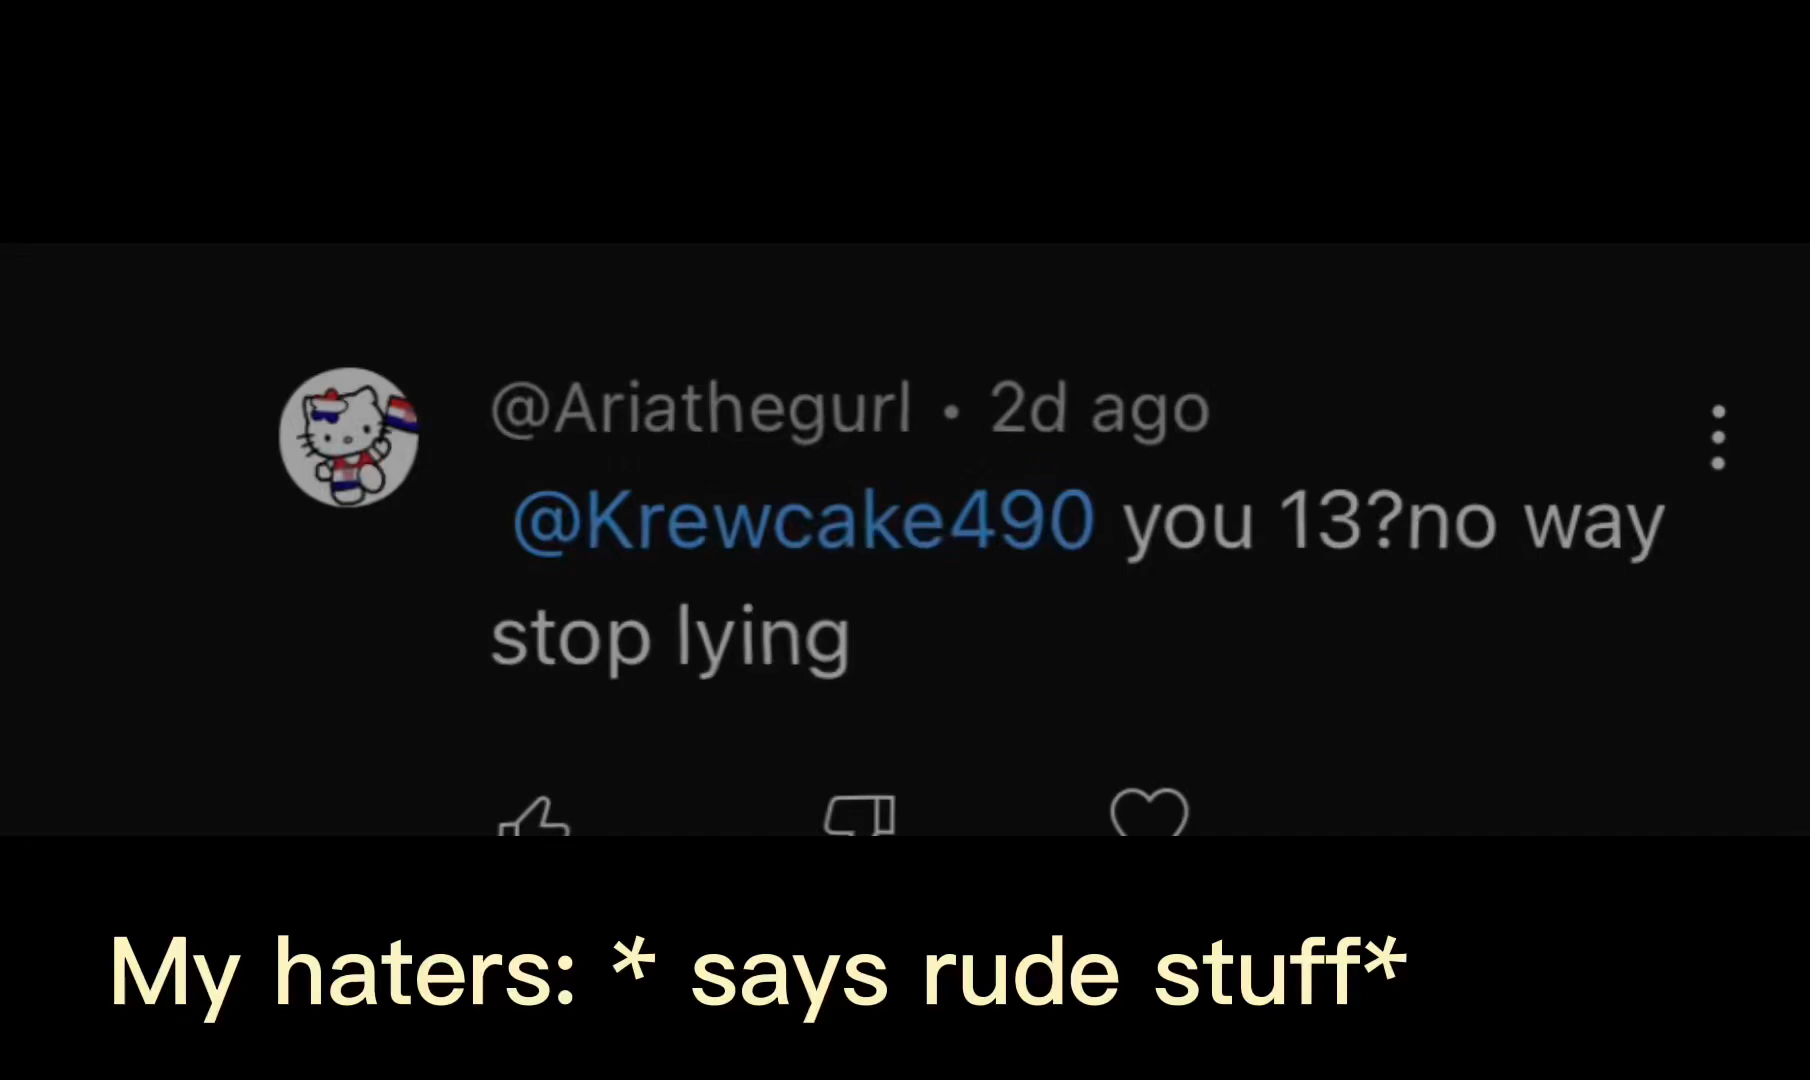 @Ariathegurl • 2d ago
@Krewcake490 you 13?no way
stop lying
My haters: * says rude stuff*